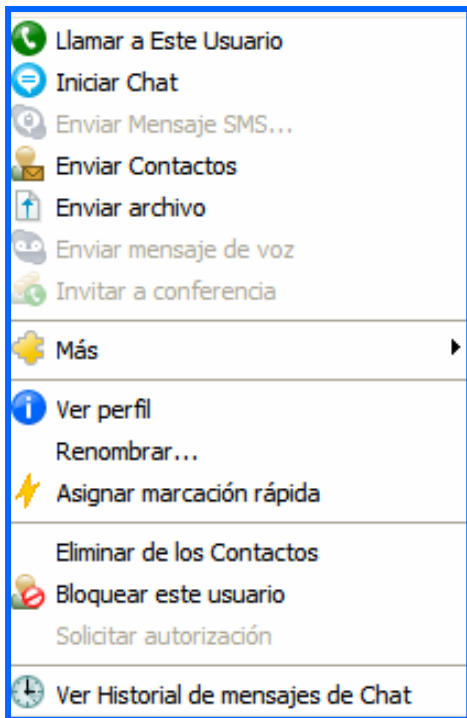 Llamar a Este Usuario
Iniciar Chat
Enviar Mensaje SMS...
Enviar Contactos
Enviar archivo
Enviar mensaje de voz
Invitar a conferencia
Más
Ver perfil
Renombrar...
Asignar marcación rápida
Eliminar de los Contactos
Bloquear este usuario
Solicitar autorización
Ver Historial de mensajes de Chat